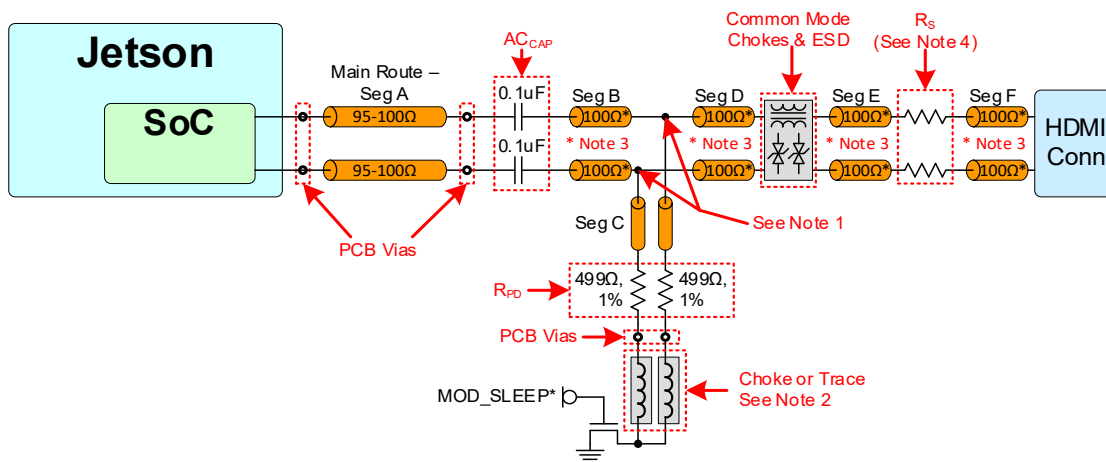 Jetson
SoC
Main Route –
Seg A
95-100Ω
95-100Ω
PCB Vias
ACCAP
0.1uF
0.1uF
Seg B
100Ω*
* Note 3
100Ω*
Seg C
Seg D
100Ω*
* Note 3
100Ω*
See Note 1
Common Mode
Chokes & ESD
Seg E
100Ω*
* Note 3
100Ω*
RS
(See Note 4)
Seg F
100Ω*
* Note 3
100Ω*
HDMI
Conn
RPD
499Ω,
1%
499Ω,
1%
PCB Vias
Choke or Trace
See Note 2
MOD_SLEEP*